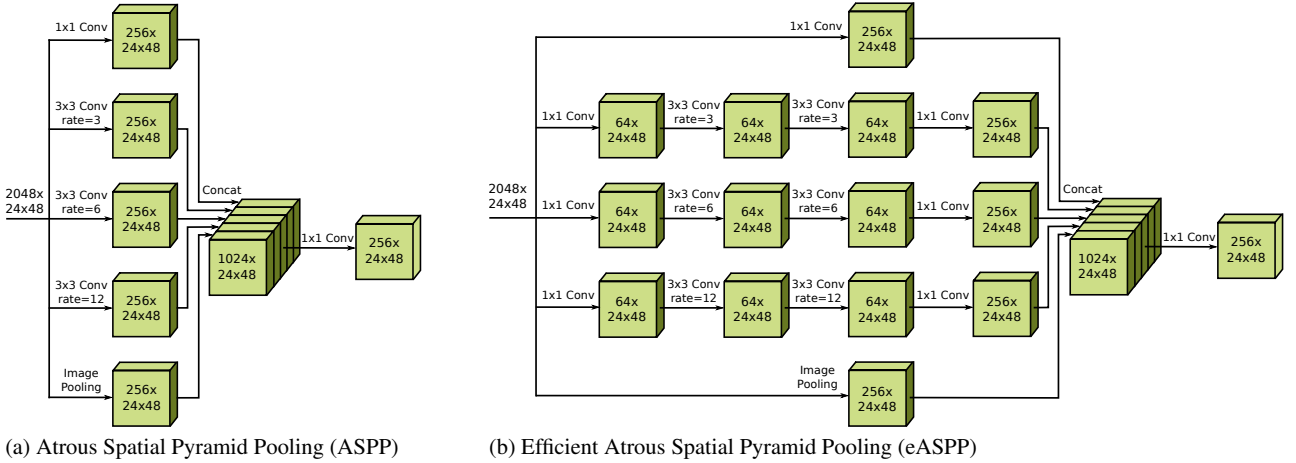 1x1 Conv
256x
24x48
3x3 Conv
rate=3
256x
24x48
2048x
24x48
3x3 Conv
rate=6
256x
24x48
Concat
1024x
24x48
1x1 Conv
256x
24x48
3x3 Conv
rate=12
256x
24x48
Image
Pooling
256x
24x48
(a) Atrous Spatial Pyramid Pooling (ASPP)
1x1 Conv
256x
24x48
1x1 Conv
64x
24x48
3x3 Conv
rate=3
64x
24x48
3x3 Conv
rate=3
64x
24x48
1x1 Conv
256x
24x48
2048x
24x48
1x1 Conv
64x
24x48
3x3 Conv
rate=6
64x
24x48
3x3 Conv
rate=6
64x
24x48
1x1 Conv
256x
24x48
Concat
1024x
24x48
1x1 Conv
256x
24x48
1x1 Conv
64x
24x48
3x3 Conv
rate=12
64x
24x48
3x3 Conv
rate=12
64x
24x48
1x1 Conv
256x
24x48
Image
Pooling
256x
24x48
(b) Efficient Atrous Spatial Pyramid Pooling (eASPP)